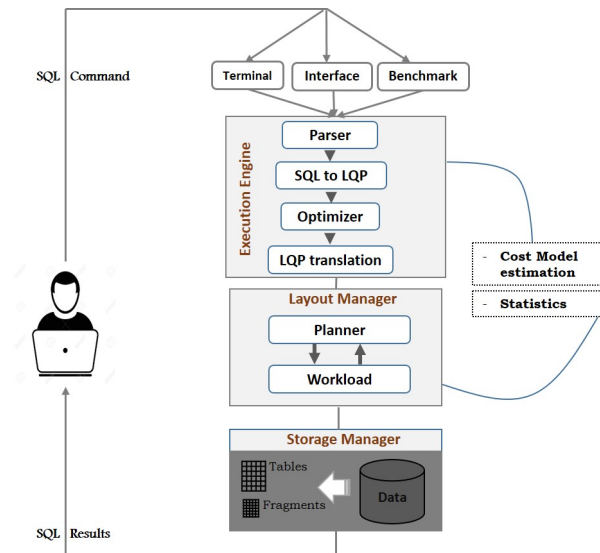 SQL Command
Terminal
Interface
Benchmark
Execution Engine
Parser
SQL to LQP
Optimizer
LQP translation
- Cost Model
estimation
- Statistics
Layout Manager
Planner
Workload
Storage Manager
Tables
Fragments
Data
SQL Results